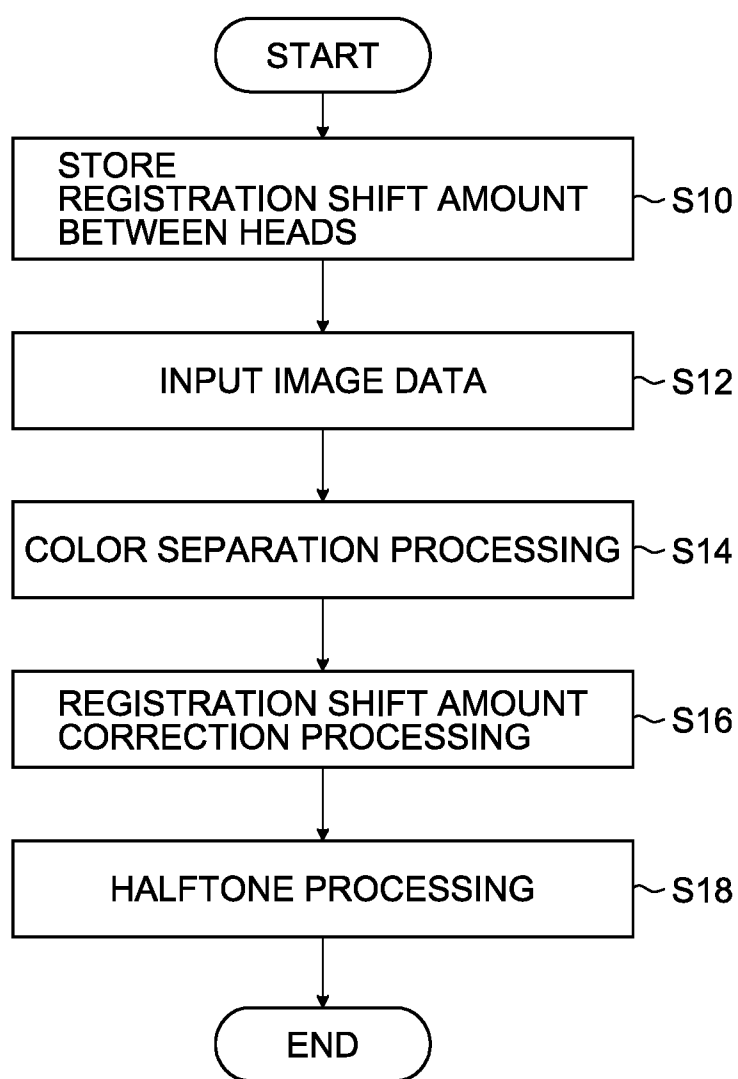 START
STORE
REGISTRATION SHIFT AMOUNT
BETWEEN HEADS
S10
INPUT IMAGE DATA
S12
COLOR SEPARATION PROCESSING
S14
REGISTRATION SHIFT AMOUNT
CORRECTION PROCESSING
S16
HALFTONE PROCESSING
S18
END